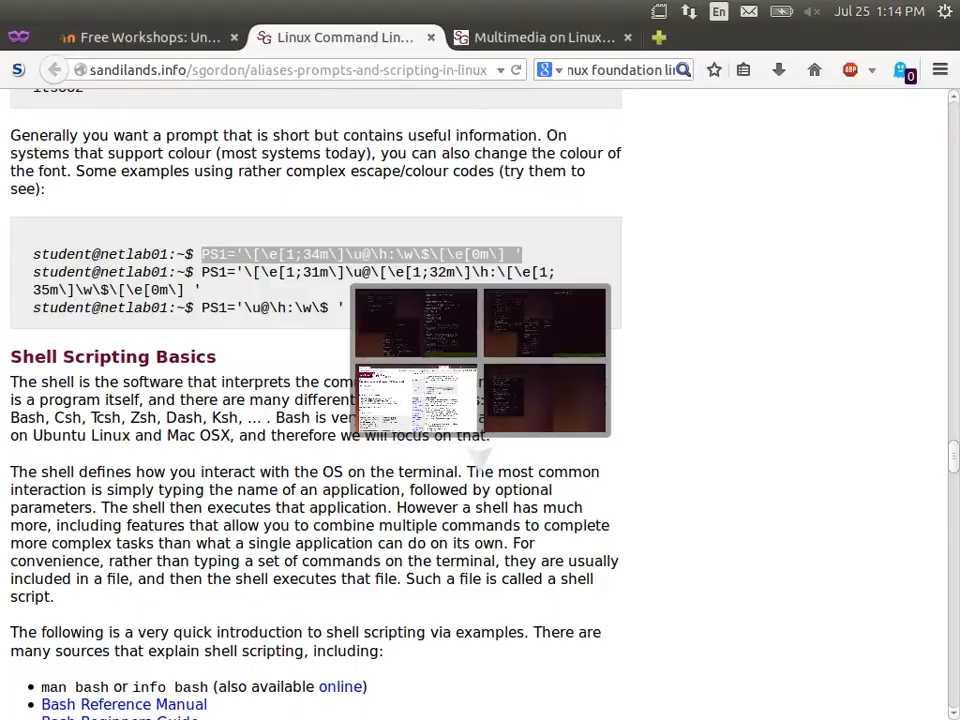 En
Jul 25 1:14 PM
Free Workshops: Un... ×
Linux Command Lin... ×
Multimedia on Linux... ×
sandilands.info/sgordon/aliases-prompts-and-scripting-in-linux
nux foundation li
ABP
0
Generally you want a prompt that is short but contains useful information. On
systems that support colour (most systems today), you can also change the colour of
the font. Some examples using rather complex escape/colour codes (try them to
see):
student@netlab01:~$ PS1='\[\e[1;34m\]\u@\h:\w\$\[\e[0m\] '
student@netlab01:~$ PS1='\[\e[1;31m\]\u@\[\e[1;32m\]\h:\[\e[1;
35m\]\w\$\[\e[0m\] '
student@netlab01:~$ PS1='\u@\h:\w\$ '
Shell Scripting Basics
The shell is the software that interprets the com
is a program itself, and there are many different
Bash, Csh, Tcsh, Zsh, Dash, Ksh, ... . Bash is ver
on Ubuntu Linux and Mac OSX, and therefore we will focus on that.
The shell defines how you interact with the OS on the terminal. The most common
interaction is simply typing the name of an application, followed by optional
parameters. The shell then executes that application. However a shell has much
more, including features that allow you to combine multiple commands to complete
more complex tasks than what a single application can do on its own. For
convenience, rather than typing a set of commands on the terminal, they are usually
included in a file, and then the shell executes that file. Such a file is called a shell
script.
The following is a very quick introduction to shell scripting via examples. There are
many sources that explain shell scripting, including:
• man bash or info bash (also available online)
• Bash Reference Manual